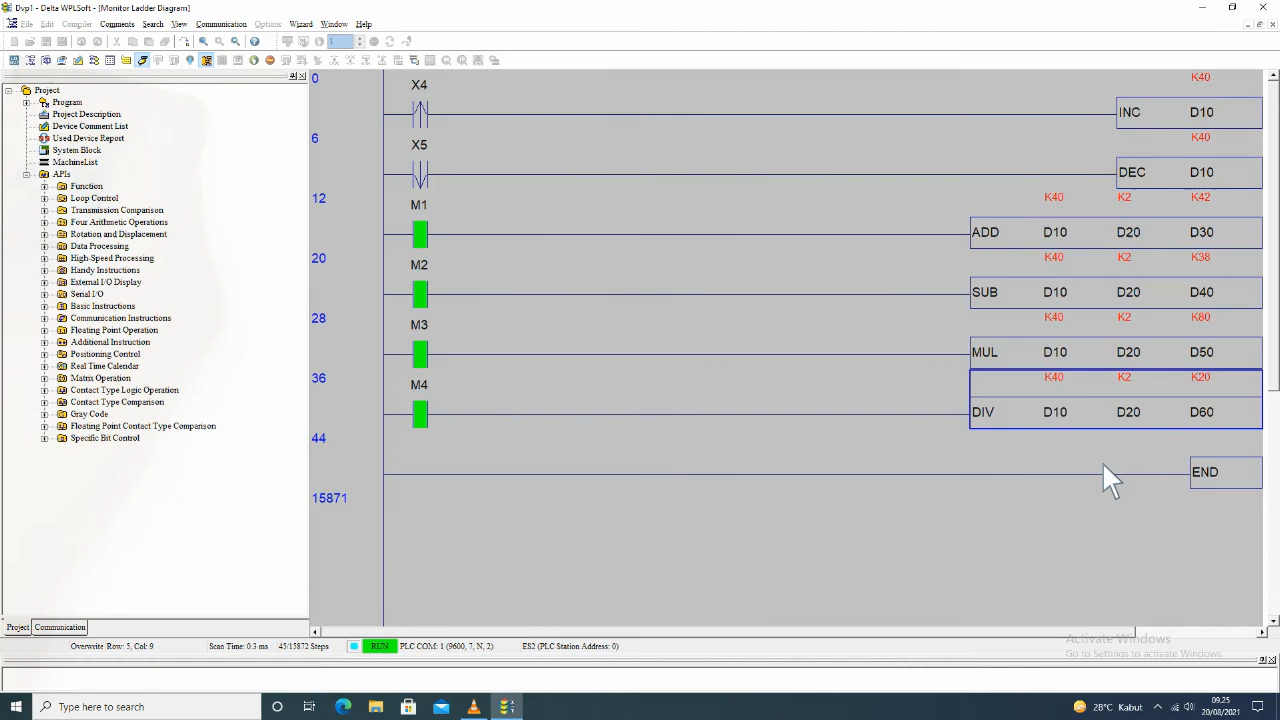 Dvp1 - Delta WPLSoft - [Monitor Ladder Diagram]
File Edit Compiler Comments Search View Communication Options Wizard Window Help
1
Project
Program
Project Description
Device Comment List
Used Device Report
System Block
MachineList
APIs
Function
Loop Control
Transmission Comparison
Four Arithmetic Operations
Rotation and Displacement
Data Processing
High-Speed Processing
Handy Instructions
External I/O Display
Serial I/O
Basic Instructions
Communication Instructions
Floating Point Operation
Additional Instruction
Positioning Control
Real Time Calendar
Matrix Operation
Contact Type Logic Operation
Contact Type Comparison
Gray Code
Floating Point Contact Type Comparison
Specific Bit Control
Project Communication
0 K40
X4
INC D10
6 K40
X5
DEC D10
12 K40 K2 K42
M1
ADD D10 D20 D30
20 K40 K2 K38
M2
SUB D10 D20 D40
28 K40 K2 K80
M3
MUL D10 D20 D50
36 K40 K2 K20
M4
DIV D10 D20 D60
44
END
15871
Activate Windows
Go to Settings to activate Windows.
Overwrite Row: 5, Col: 9 Scan Time: 0.3 ms 45/15872 Steps RUN PLC COM: 1 (9600, 7, N, 2) ES2 (PLC Station Address: 0)
Type here to search
28°C Kabut
09.25
20/08/2021